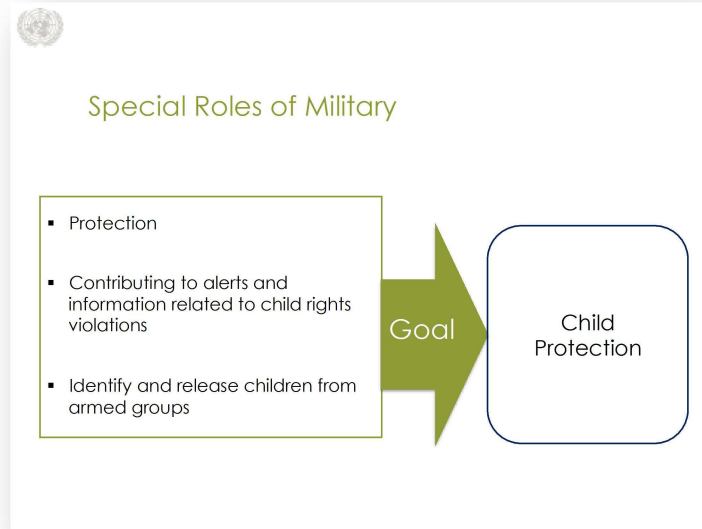 Special Roles of Military
▪ Protection
▪ Contributing to alerts and
information related to child rights
violations
▪ Identify and release children from
armed groups
Goal
Child
Protection